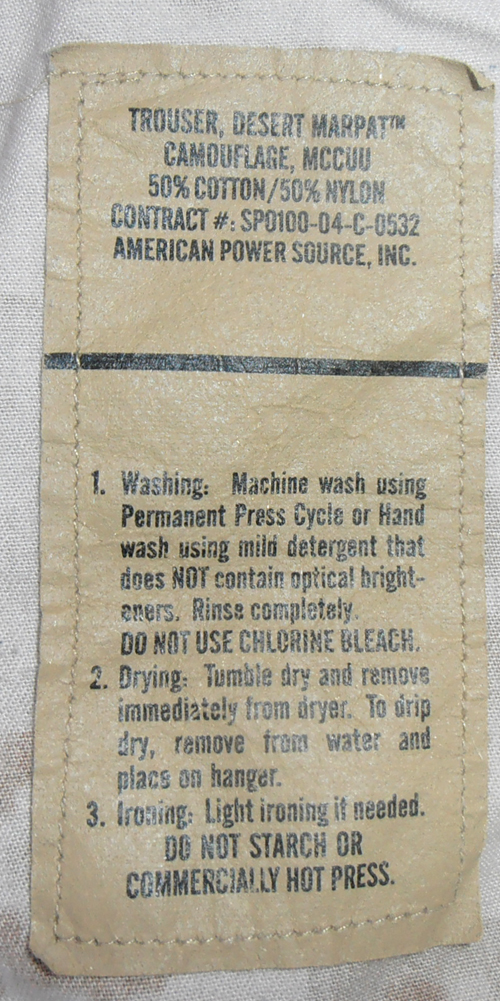 TROUSER, DESERT MARPAT™
CAMOUFLAGE, MCCUU
50% COTTON/50% NYLON
CONTRACT #: SP0100-04-C-0532
AMERICAN POWER SOURCE, INC.
1. Washing: Machine wash using
Permanent Press Cycle or Hand
wash using mild detergent that
does NOT contain optical bright-
eners. Rinse completely.
DO NOT USE CHLORINE BLEACH.
2. Drying: Tumble dry and remove
immediately from dryer. To drip
dry, remove from water and
place on hanger.
3. Ironing: Light ironing if needed.
DO NOT STARCH OR
COMMERCIALLY HOT PRESS.